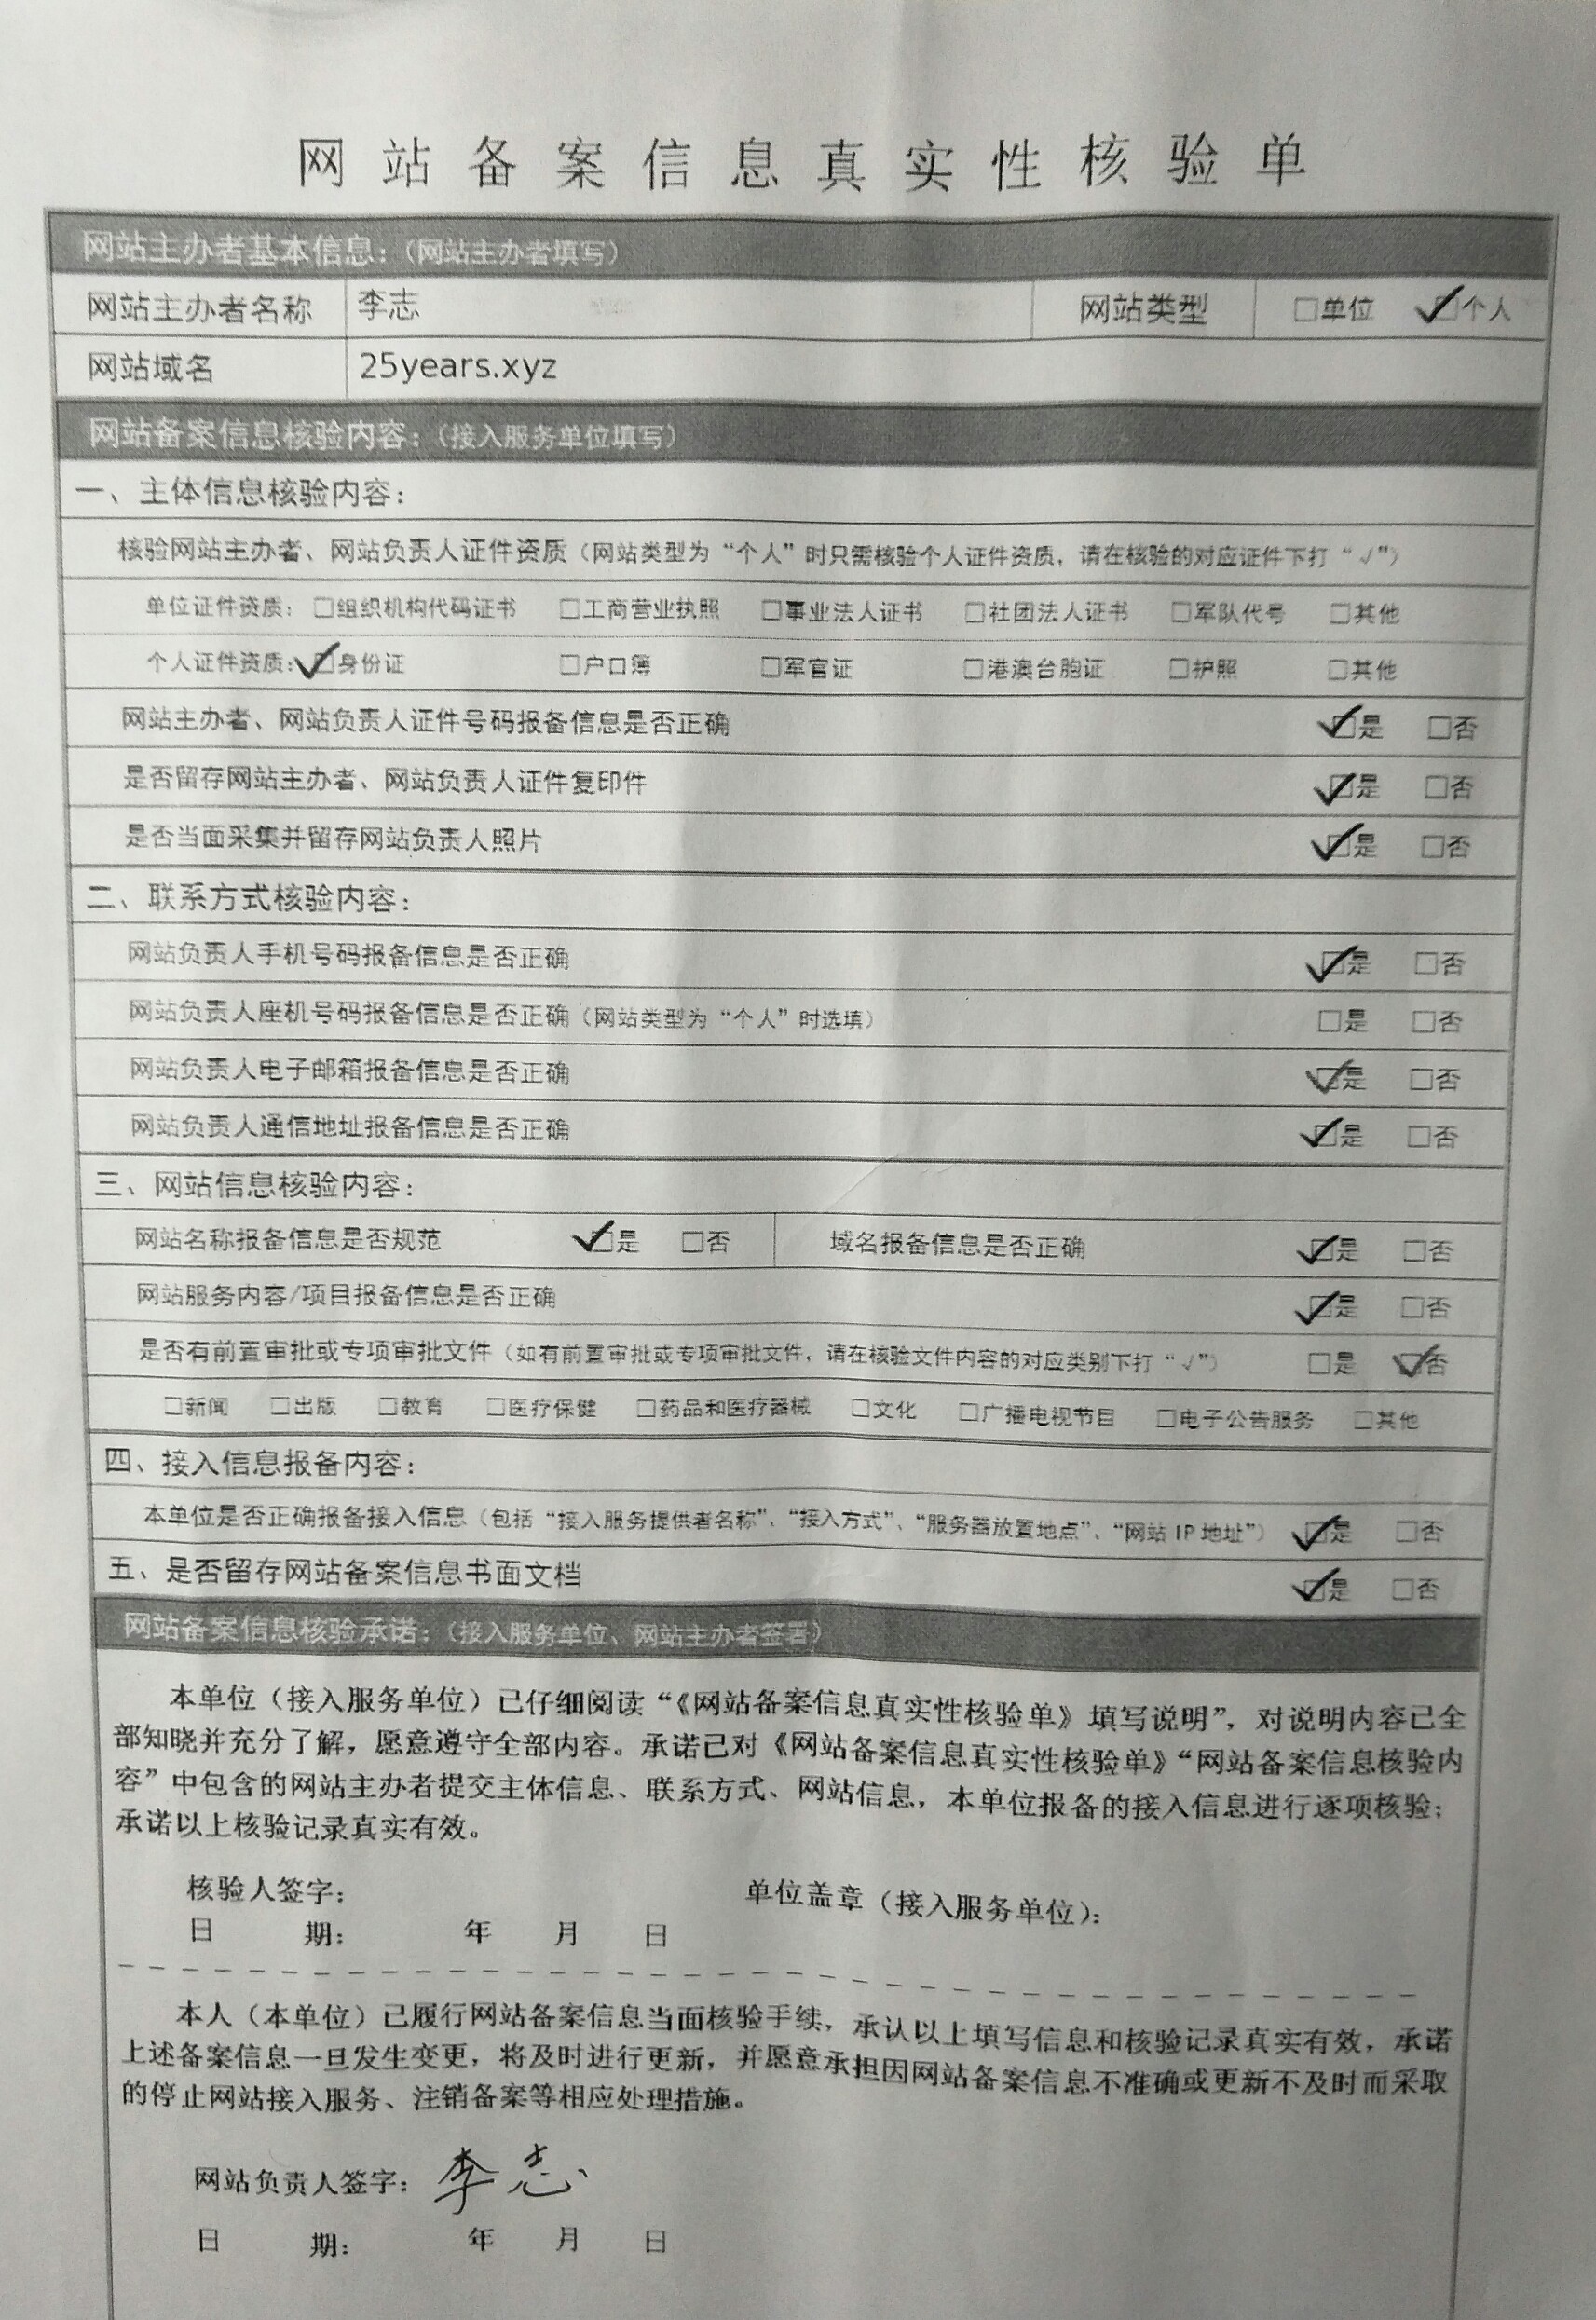 网站备案信息真实性核验单
网站主办者基本信息：（网站主办者填写）
网站主办者名称 李志 网站类型 □单位 ☑个人
网站域名 25years.xyz
网站备案信息核验内容：（接入服务单位填写）
一、主体信息核验内容：
核验网站主办者、网站负责人证件资质（网站类型为“个人”时只需核验个人证件资质，请在核验的对应证件下打“√”）
单位证件资质： □组织机构代码证书 □工商营业执照 □事业法人证书 □社团法人证书 □军队代号 □其他
个人证件资质： ☑身份证 □户口簿 □军官证 □港澳台胞证 □护照 □其他
网站主办者、网站负责人证件号码报备信息是否正确 ☑是 □否
是否留存网站主办者、网站负责人证件复印件 ☑是 □否
是否当面采集并留存网站负责人照片 ☑是 □否
二、联系方式核验内容：
网站负责人手机号码报备信息是否正确 ☑是 □否
网站负责人座机号码报备信息是否正确（网站类型为“个人”时选填） □是 □否
网站负责人电子邮箱报备信息是否正确 ☑是 □否
网站负责人通信地址报备信息是否正确 ☑是 □否
三、网站信息核验内容：
网站名称报备信息是否规范 ☑是 □否 域名报备信息是否正确 ☑是 □否
网站服务内容/项目报备信息是否正确 ☑是 □否
是否有前置审批或专项审批文件（如有前置审批或专项审批文件，请在核验文件内容的对应类别下打“√”） □是 ☑否
□新闻 □出版 □教育 □医疗保健 □药品和医疗器械 □文化 □广播电视节目 □电子公告服务 □其他
四、接入信息报备内容：
本单位是否正确报备接入信息（包括“接入服务提供者名称”、“接入方式”、“服务器放置地点”、“网站 IP 地址”） ☑是 □否
五、是否留存网站备案信息书面文档 ☑是 □否
网站备案信息核验承诺：（接入服务单位、网站主办者签署）
本单位（接入服务单位）已仔细阅读“《网站备案信息真实性核验单》填写说明”，对说明内容已全
部知晓并充分了解，愿意遵守全部内容。承诺已对《网站备案信息真实性核验单》“网站备案信息核验内
容”中包含的网站主办者提交主体信息、联系方式、网站信息，本单位报备的接入信息进行逐项核验；
承诺以上核验记录真实有效。
核验人签字： 单位盖章（接入服务单位）：
日 期： 年 月 日
本人（本单位）已履行网站备案信息当面核验手续，承认以上填写信息和核验记录真实有效，承诺
上述备案信息一旦发生变更，将及时进行更新，并愿意承担因网站备案信息不准确或更新不及时而采取
的停止网站接入服务、注销备案等相应处理措施。
网站负责人签字： 李志
日 期： 年 月 日